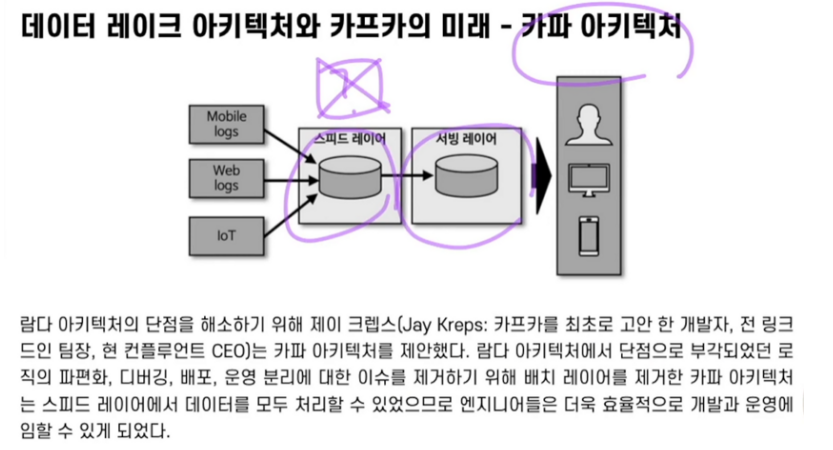 데이터 레이크 아키텍처와 카프카의 미래 - 카파 아키텍처
Mobile
logs
Web
logs
IoT
스피드 레이어
서빙 레이어
람다 아키텍처의 단점을 해소하기 위해 제이 크렙스(Jay Kreps: 카프카를 최초로 고안 한 개발자, 전 링크
드인 팀장, 현 컨플루언트 CEO)는 카파 아키텍처를 제안했다. 람다 아키텍처에서 단점으로 부각되었던 로
직의 파편화, 디버깅, 배포, 운영 분리에 대한 이슈를 제거하기 위해 배치 레이어를 제거한 카파 아키텍처
는 스피드 레이어에서 데이터를 모두 처리할 수 있었으므로 엔지니어들은 더욱 효율적으로 개발과 운영에
임할 수 있게 되었다.